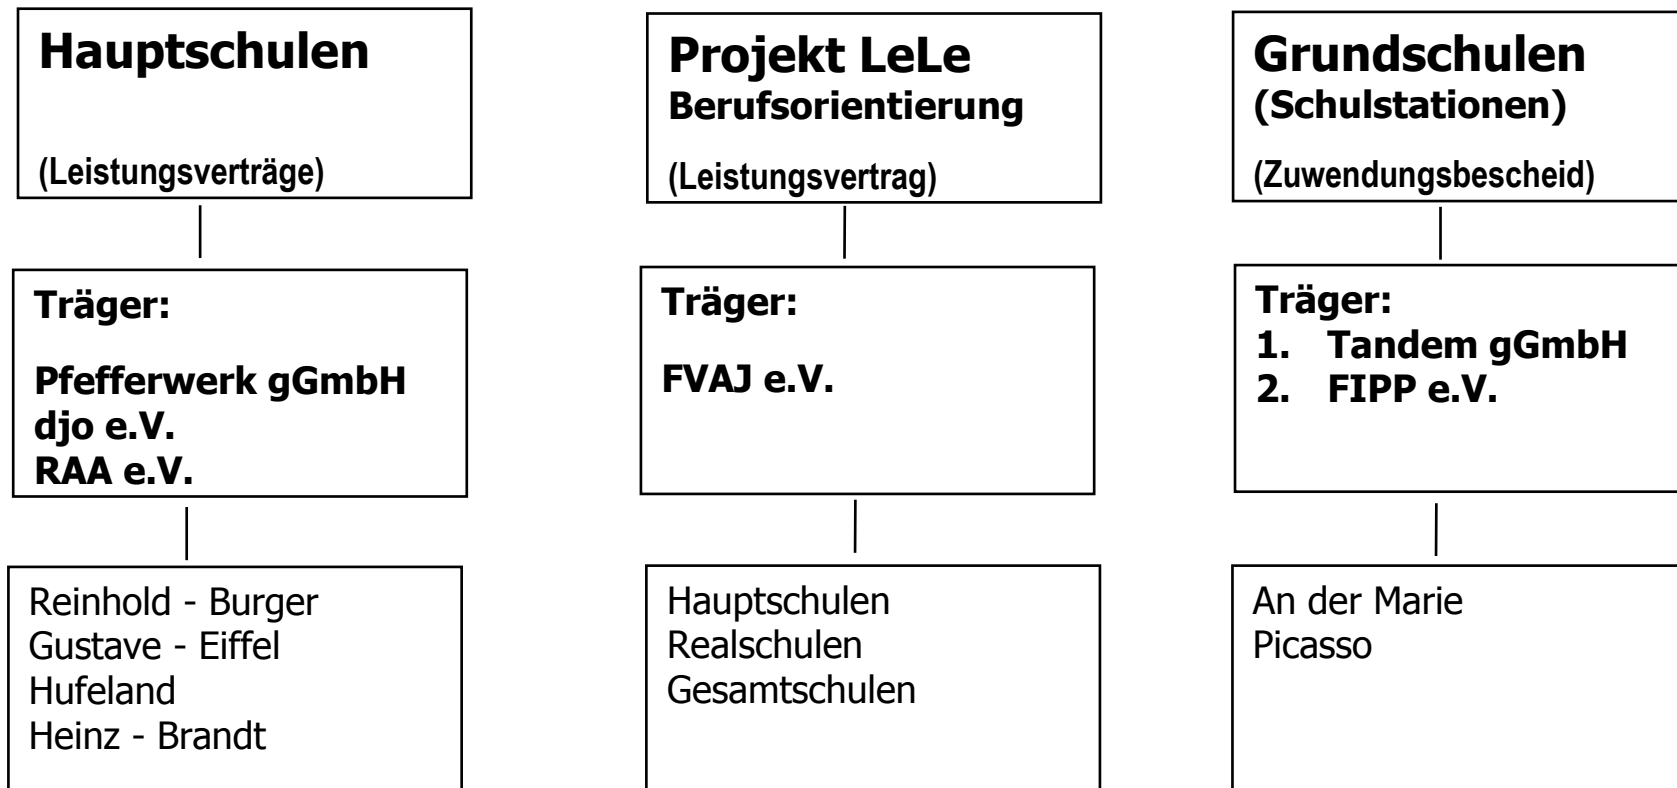 Hauptschulen
(Leistungsverträge)
Träger:
Pfefferwerk gGmbH
djo e.V.
RAA e.V.
Reinhold - Burger
Gustave - Eiffel
Hufeland
Heinz - Brandt
Projekt LeLe
Berufsorientierung
(Leistungsvertrag)
Träger:
FVAJ e.V.
Hauptschulen
Realschulen
Gesamtschulen
Grundschulen
(Schulstationen)
(Zuwendungsbescheid)
Träger:
1. Tandem gGmbH
2. FIPP e.V.
An der Marie
Picasso